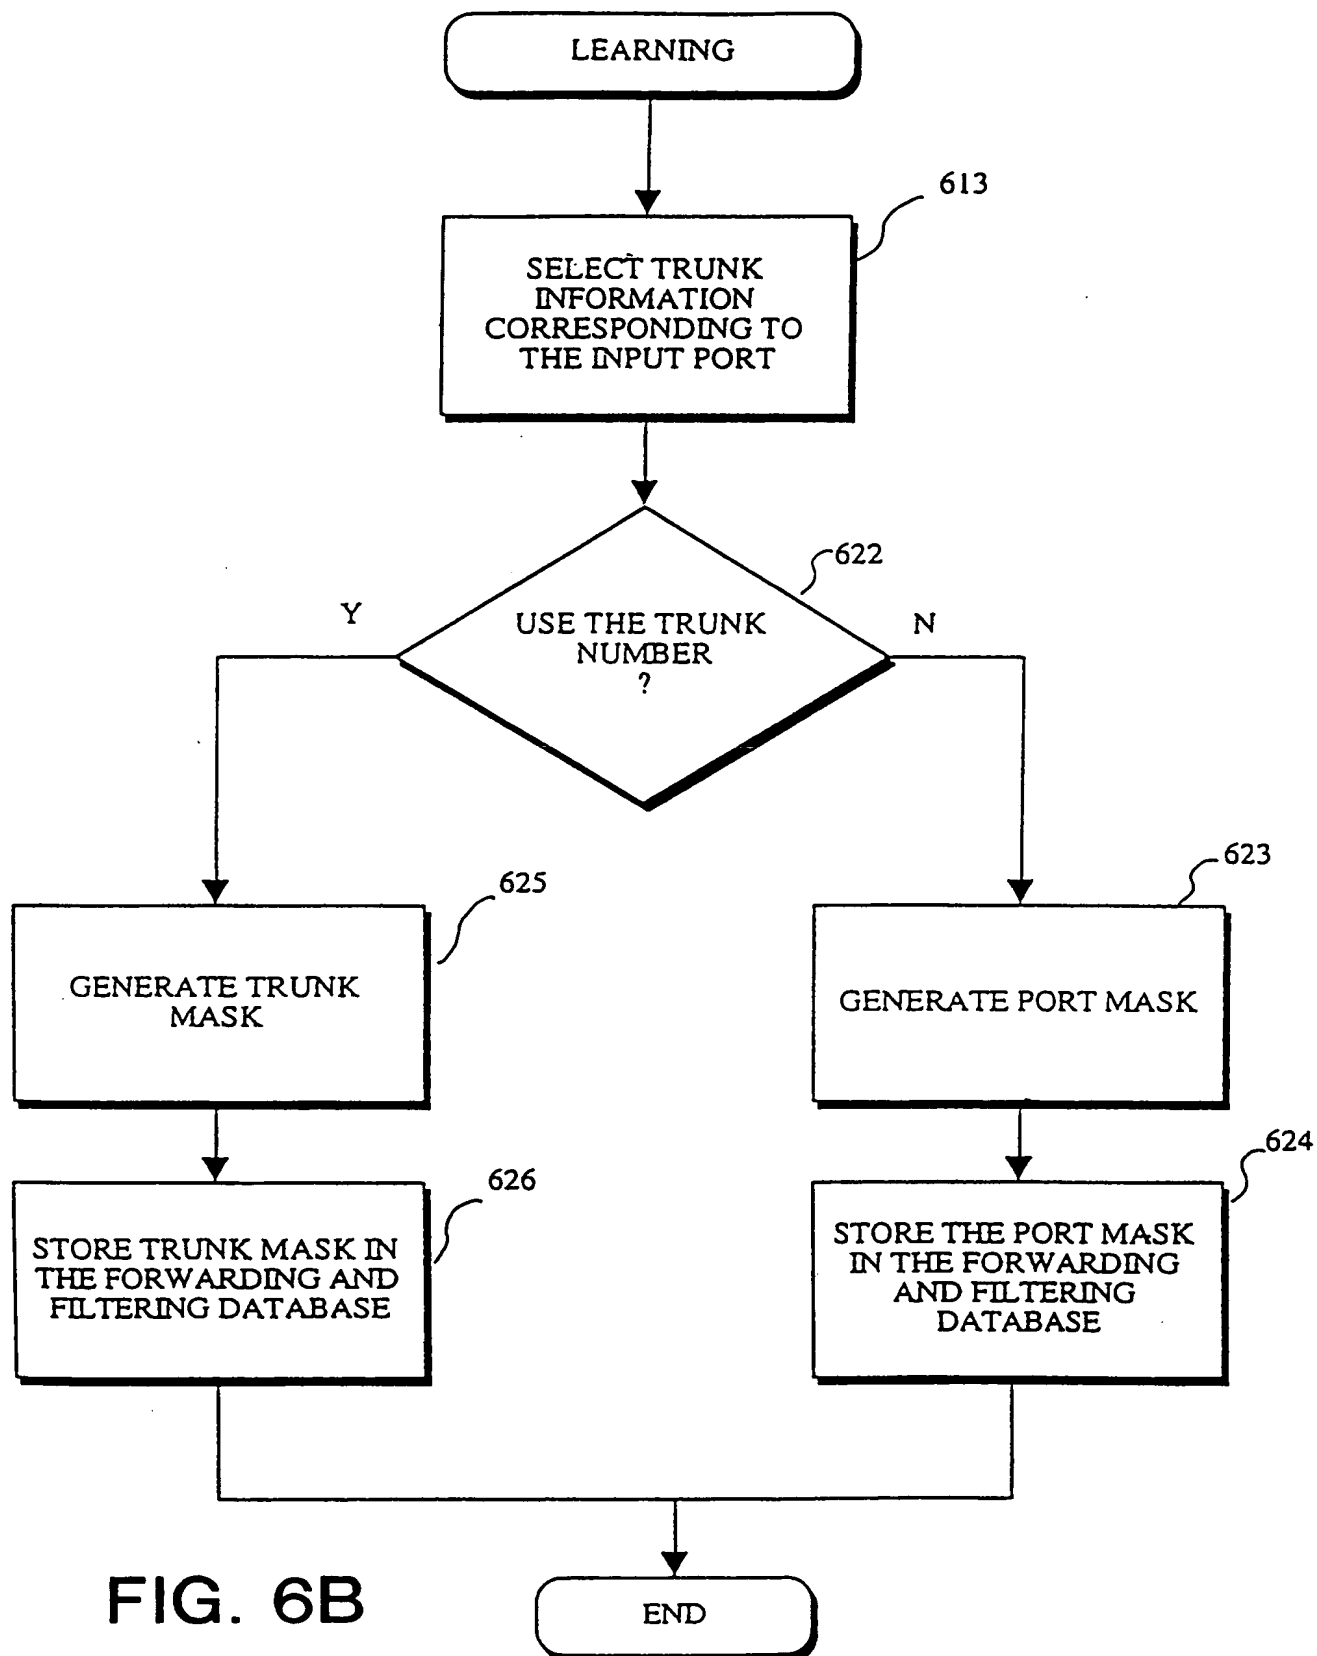 LEARNING
613
SELECT TRUNK
INFORMATION
CORRESPONDING TO
THE INPUT PORT
622
Y
USE THE TRUNK
NUMBER
?
N
625
623
GENERATE TRUNK
MASK
GENERATE PORT MASK
626
624
STORE TRUNK MASK IN
THE FORWARDING AND
FILTERING DATABASE
STORE THE PORT MASK
IN THE FORWARDING
AND FILTERING
DATABASE
FIG. 6B
END